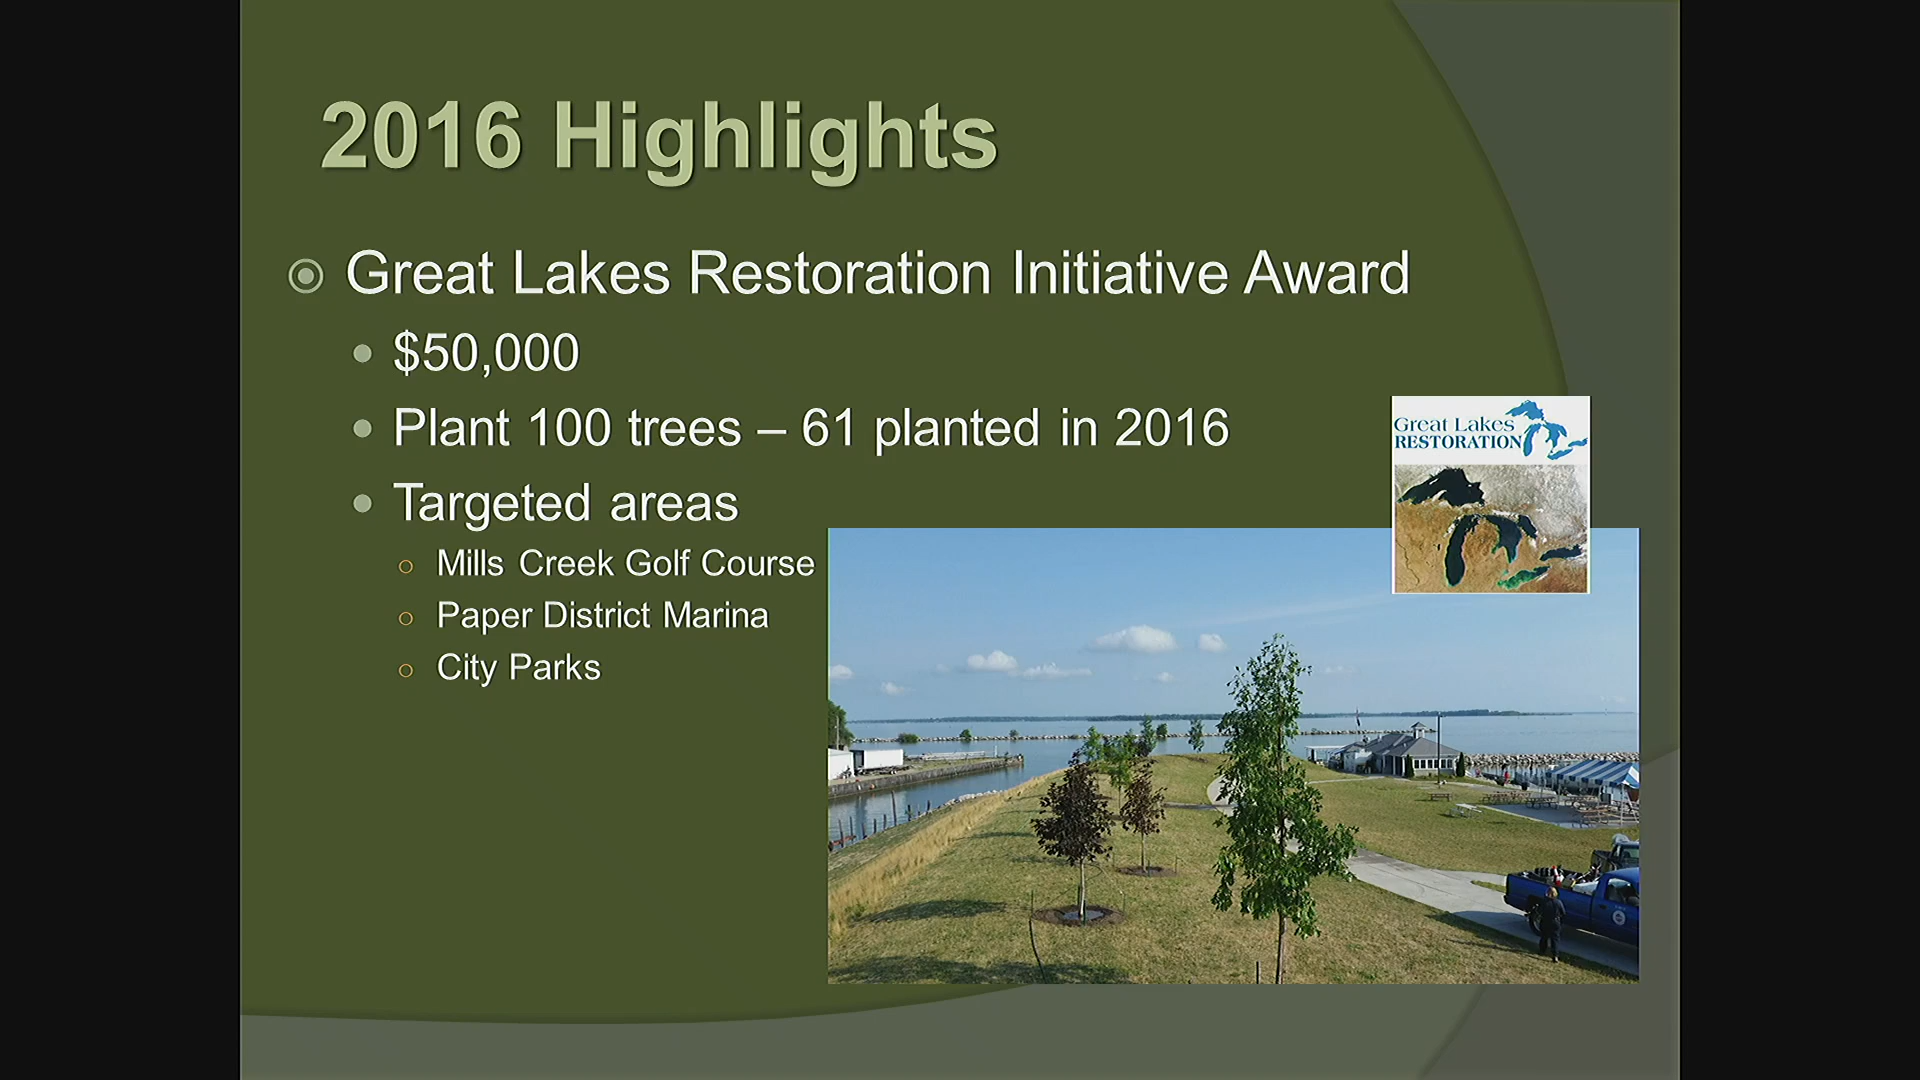 2016 Highlights
Great Lakes Restoration Initiative Award
$50,000
Plant 100 trees – 61 planted in 2016
Targeted areas
Mills Creek Golf Course
Paper District Marina
City Parks
Great Lakes
RESTORATION